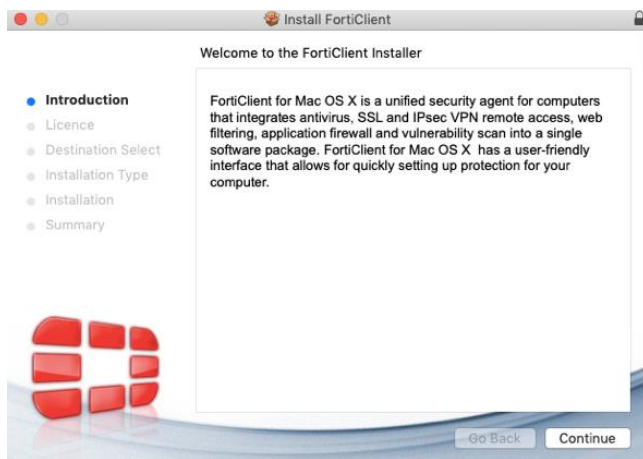 Install FortiClient
Welcome to the FortiClient Installer
Introduction
Licence
Destination Select
Installation Type
Installation
Summary
FortiClient for Mac OS X is a unified security agent for computers
that integrates antivirus, SSL and IPsec VPN remote access, web
filtering, application firewall and vulnerability scan into a single
software package. FortiClient for Mac OS X  has a user-friendly
interface that allows for quickly setting up protection for your
computer.
Go Back
Continue